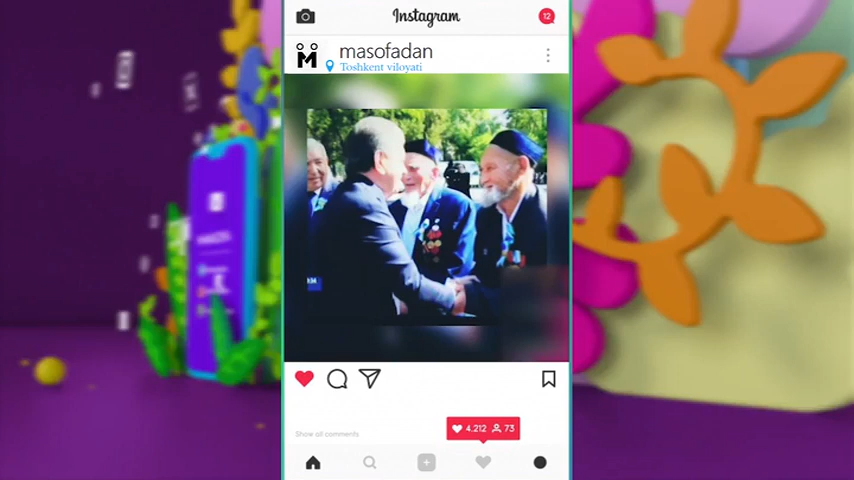 Instagram
12
M
masofadan
Toshkent viloyati
Show all comments
4.212 73